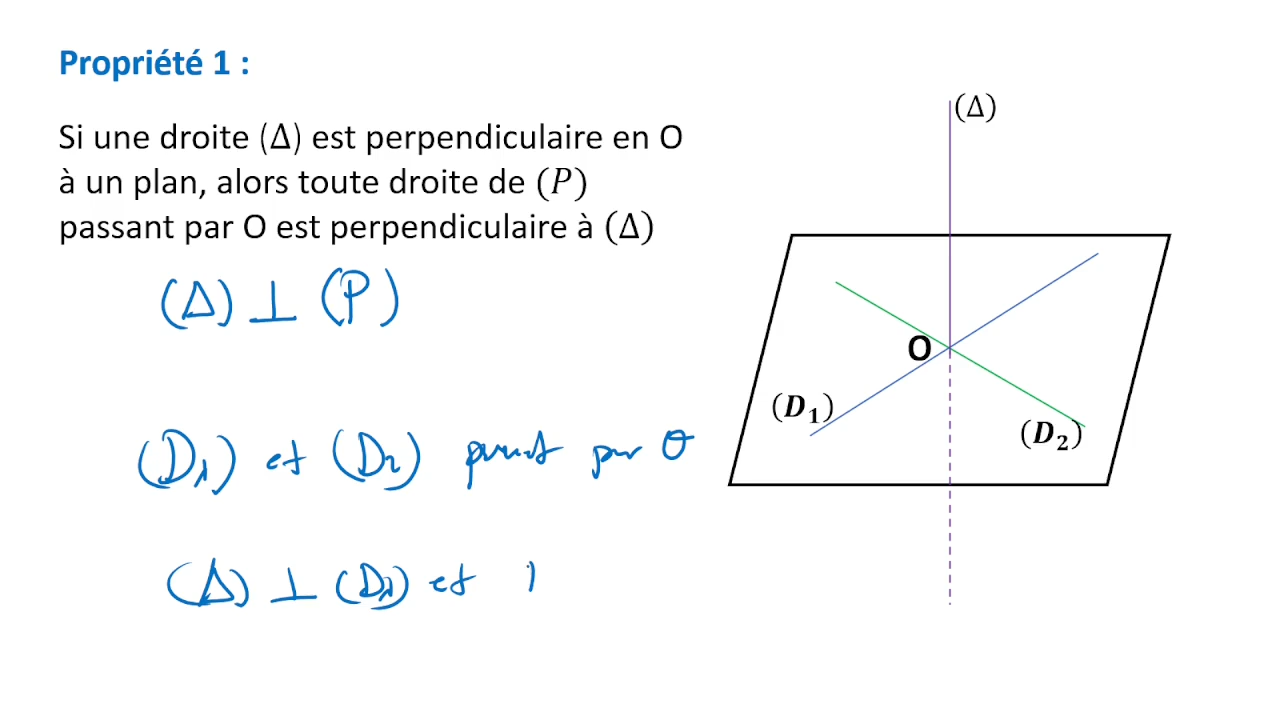 Propriété 1 :
Si une droite (Δ) est perpendiculaire en O
à un plan, alors toute droite de (P)
passant par O est perpendiculaire à (Δ)
(Δ) ⊥ (P)
(D₁) et (D₂) par O
(Δ) ⊥ (D₁) et
(Δ)
O
(D₁)
(D₂)